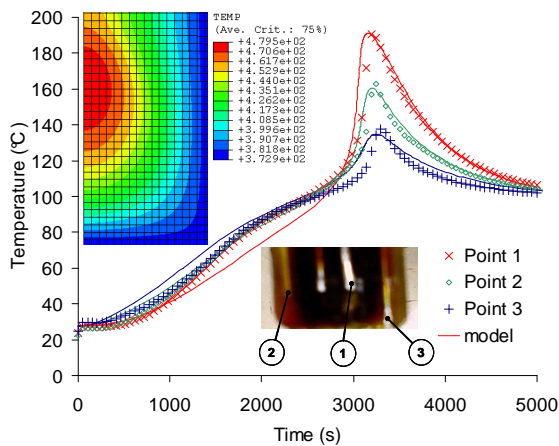 TEMP
(Ave. Crit.: 75%)
+4.795e+02
+4.706e+02
+4.617e+02
+4.529e+02
+4.440e+02
+4.351e+02
+4.262e+02
+4.173e+02
+4.085e+02
+3.996e+02
+3.907e+02
+3.818e+02
+3.729e+02
200
180
160
140
120
100
80
60
40
20
0
Temperature (°C)
Point 1
Point 2
Point 3
model
2
1
3
0
1000
2000
3000
4000
5000
Time (s)